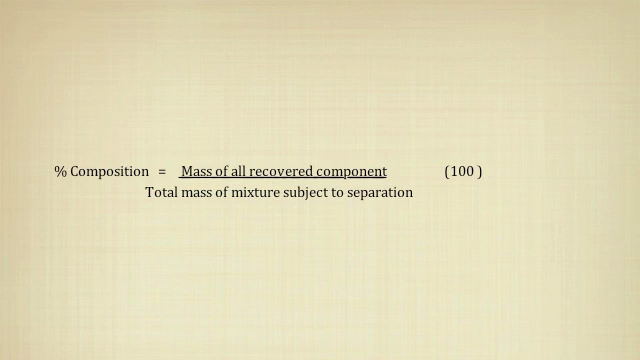 % Composition = Mass of all recovered component (100 )
Total mass of mixture subject to separation